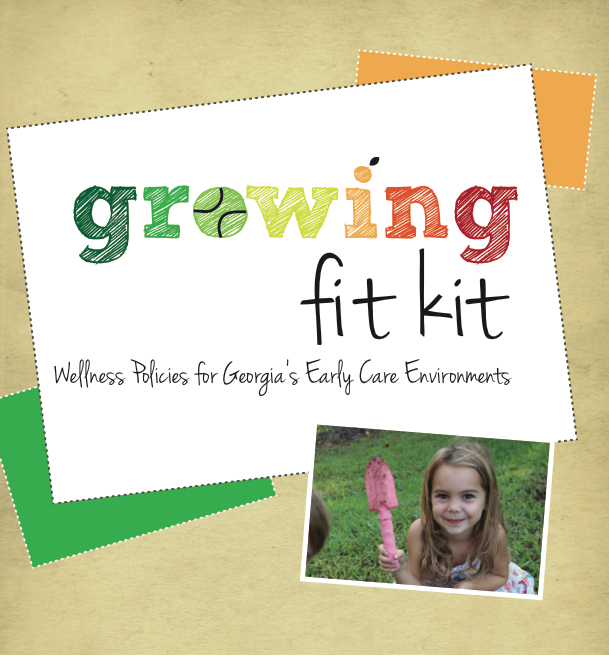 growing
fit kit
Wellness Policies for Georgia's Early Care Environments